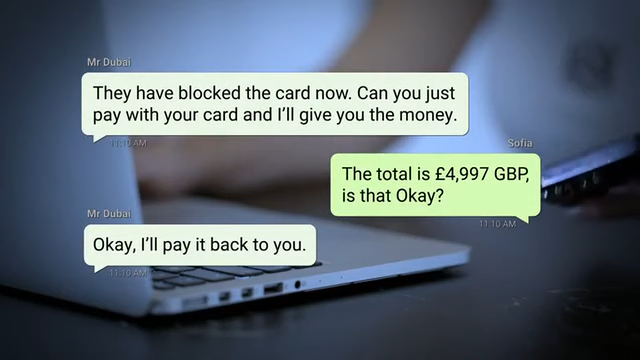 Mr Dubai
They have blocked the card now. Can you just
pay with your card and I'll give you the money.
11:10 AM
Sofia
The total is £4,997 GBP,
is that Okay?
11:10 AM
Mr Dubai
Okay, I'll pay it back to you.
11:10 AM